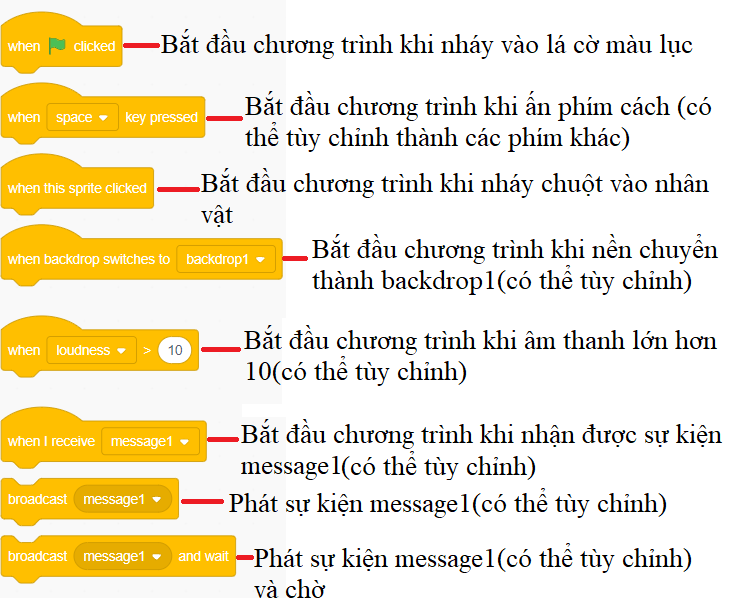 when clicked Bắt đầu chương trình khi nháy vào lá cờ màu lục
when space key pressed Bắt đầu chương trình khi ấn phím cách (có
thể tùy chỉnh thành các phím khác)
when this sprite clicked Bắt đầu chương trình khi nháy chuột vào nhân
vật
when backdrop switches to backdrop1 Bắt đầu chương trình khi nền chuyển
thành backdrop1(có thể tùy chỉnh)
when loudness > 10 Bắt đầu chương trình khi âm thanh lớn hơn
10(có thể tùy chỉnh)
when I receive message1 Bắt đầu chương trình khi nhận được sự kiện
message1(có thể tùy chỉnh)
broadcast message1 Phát sự kiện message1(có thể tùy chỉnh)
broadcast message1 and wait Phát sự kiện message1(có thể tùy chỉnh)
và chờ